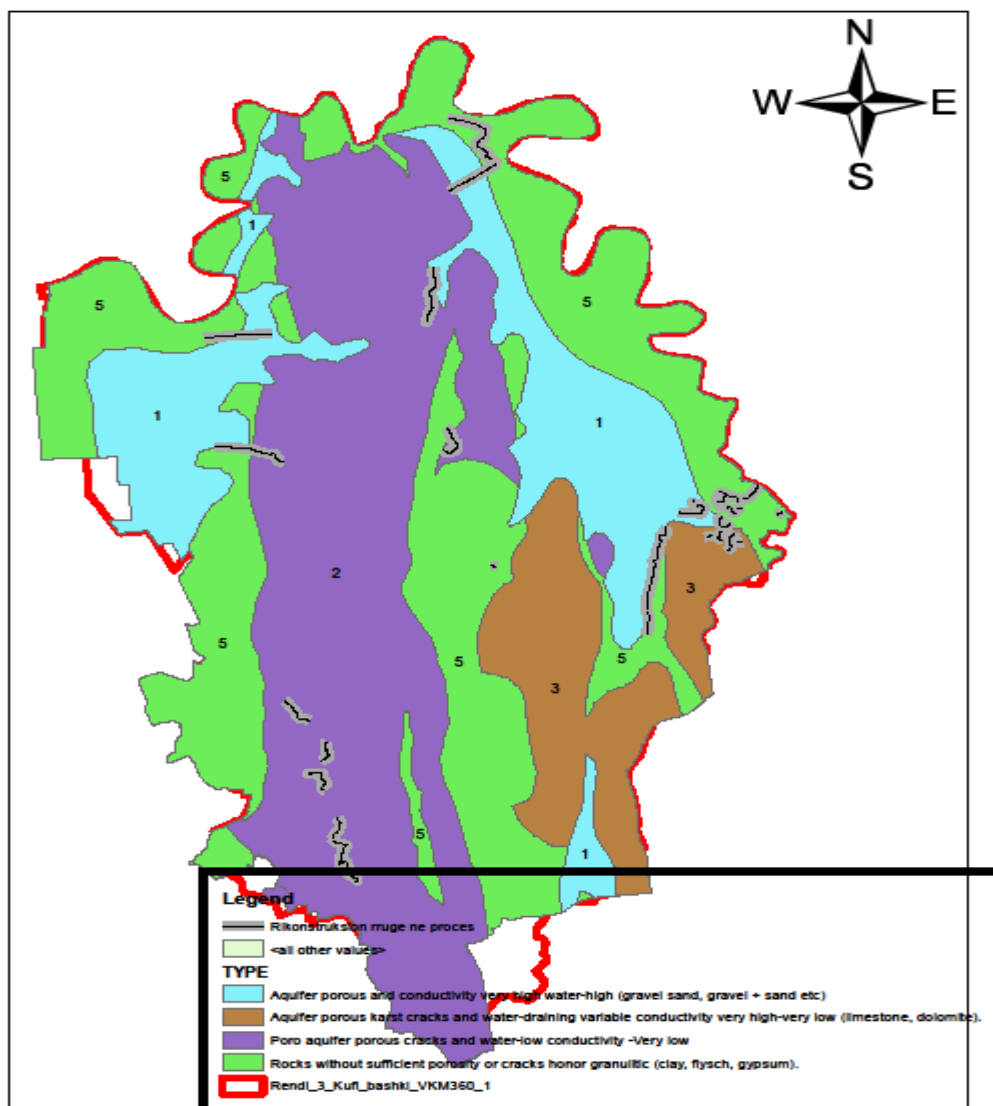 N
W E
S
5
1
5
5
1
1
2
3
5
5
5
3
5
1
Legend
Rikonstruksion rruge ne proces
<all other values>
TYPE
Aquifer porous and conductivity very high water-high (gravel sand, gravel + sand etc)
Aquifer porous karst cracks and water-draining variable conductivity very high-very low (limestone, dolomite).
Poro aquifer porous cracks and water-low conductivity -Very low
Rocks without sufficient porosity or cracks honor granulitic (clay, flysch, gypsum).
Rendi_3_Kufi_bashki_VKM360_1